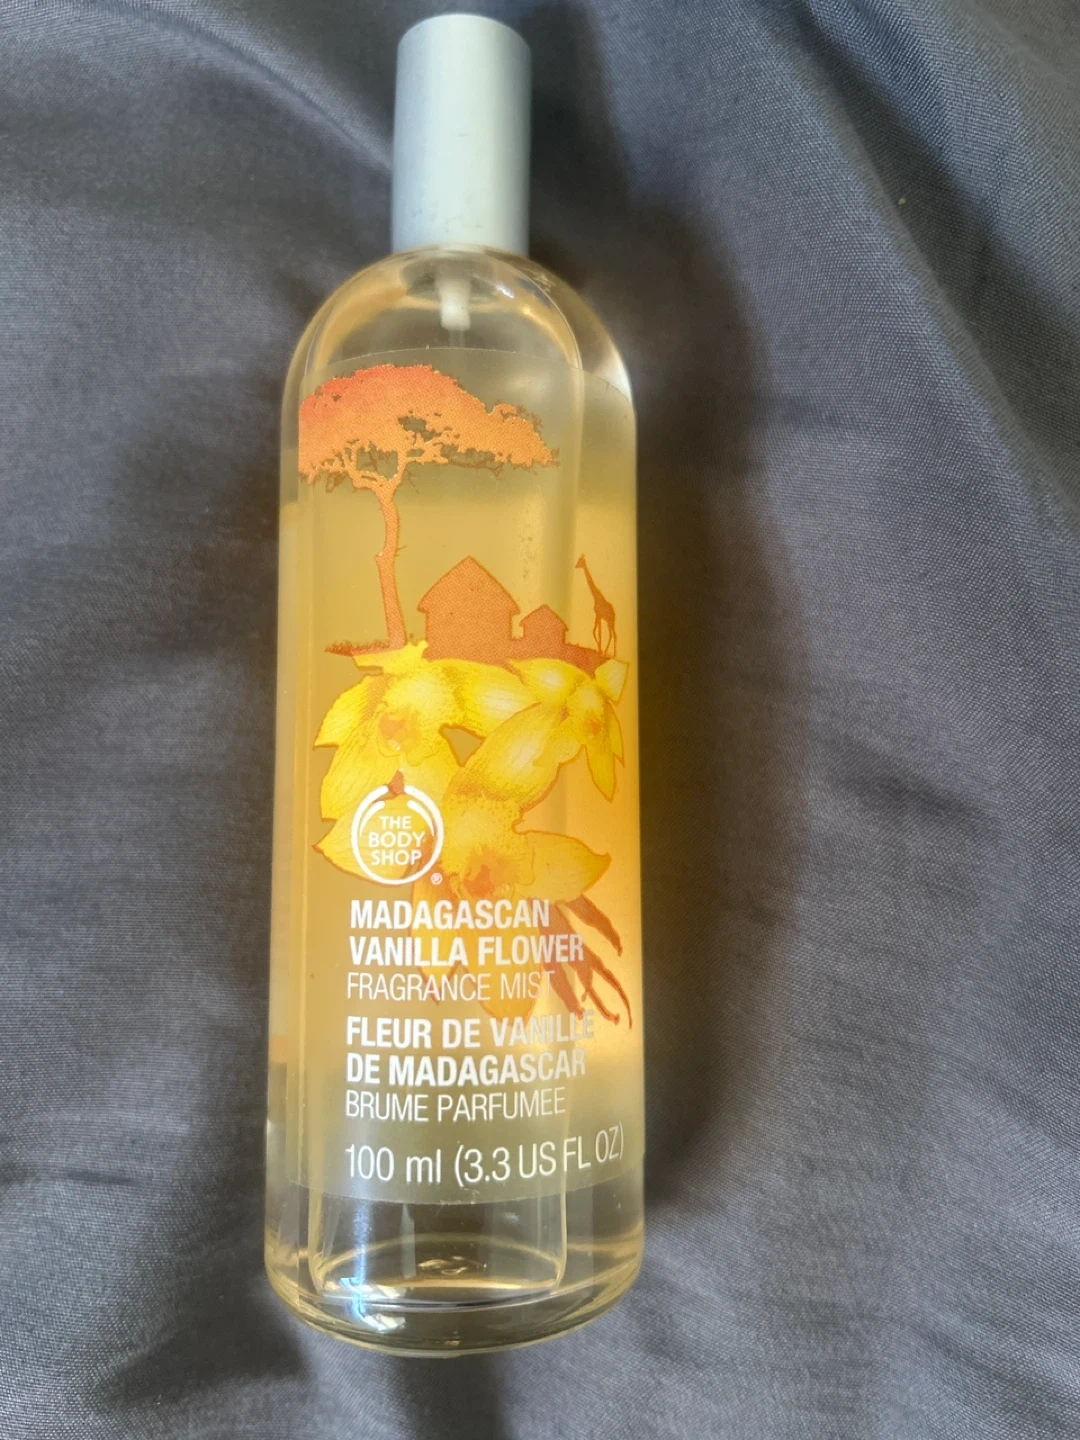 THE
BODY
SHOP
®
MADAGASCAN
VANILLA FLOWER
FRAGRANCE MIST
FLEUR DE VANILLE
DE MADAGASCAR
BRUME PARFUMEE
100 ml (3.3 US FL OZ)